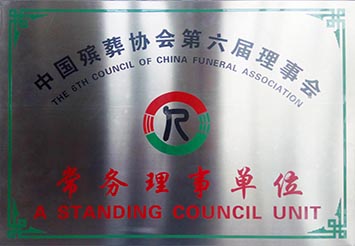 中国殡葬协会第六届理事会
THE 6TH COUNCIL OF CHINA FUNERAL ASSOCIATION
常务理事单位
A STANDING COUNCIL UNIT